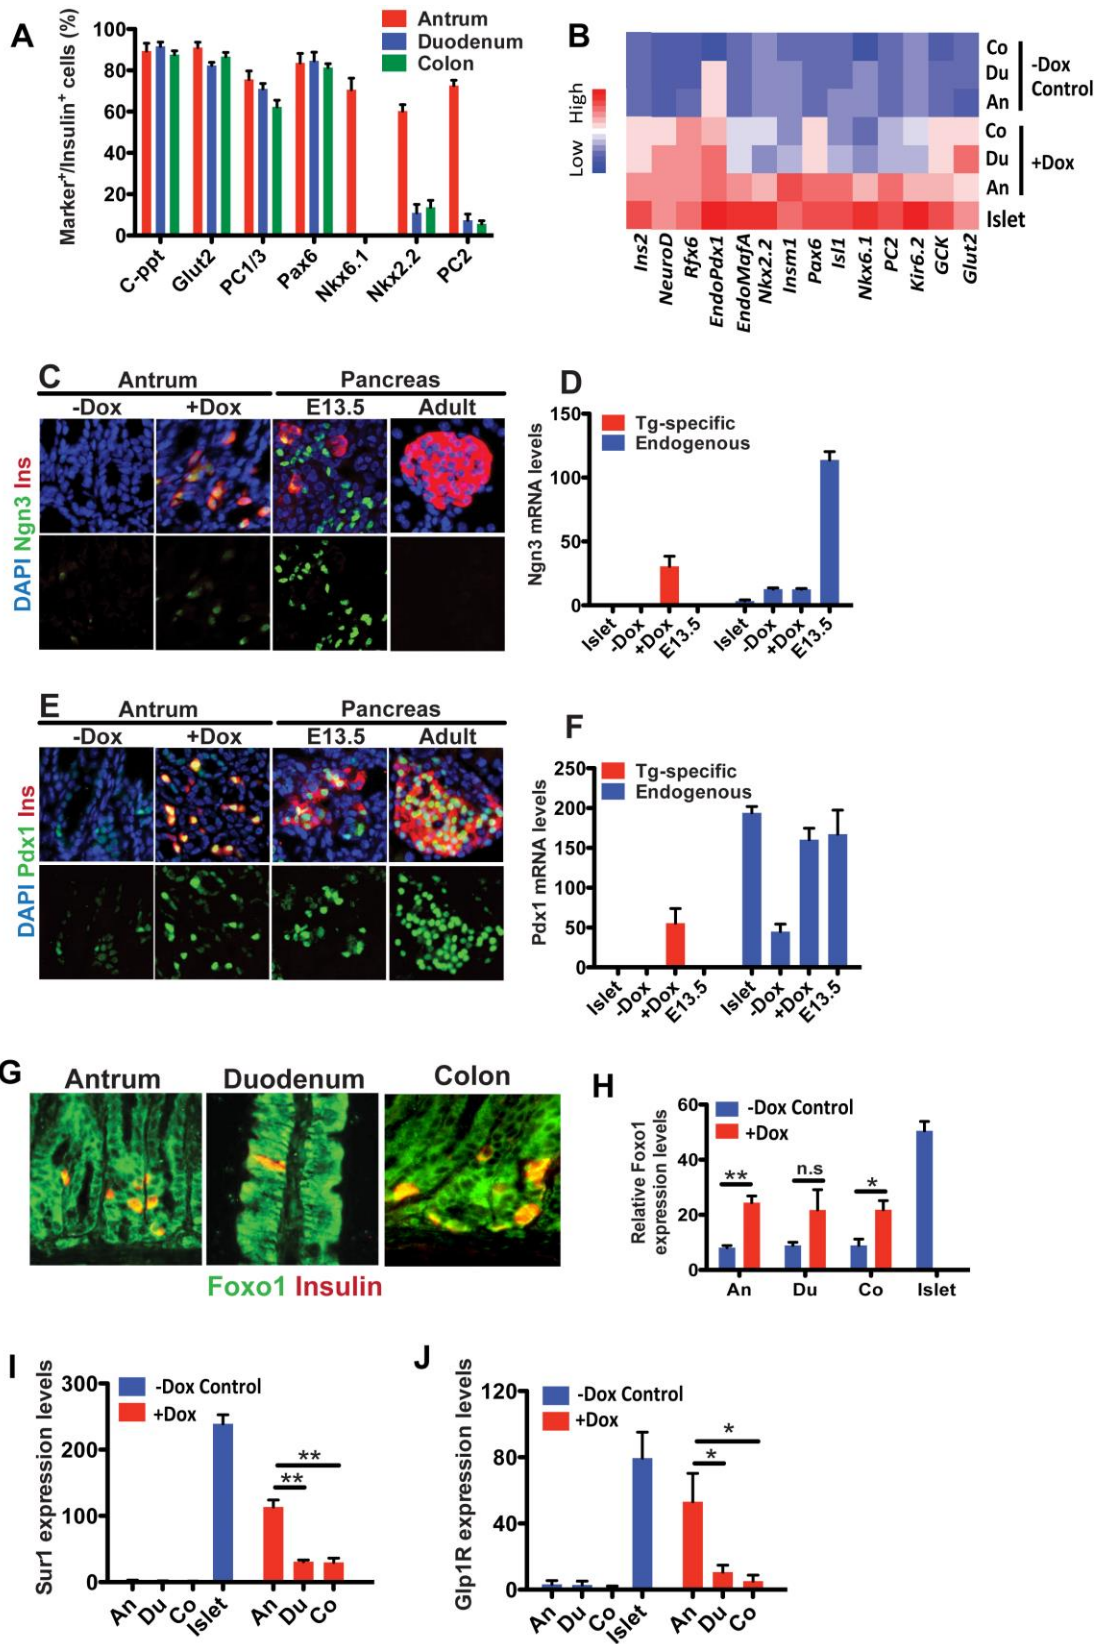 A
Marker+/Insulin+ cells (%)
100
80
60
40
20
0
Antrum
Duodenum
Colon
C-ppt
Glut2
PC1/3
Pax6
Nkx6.1
Nkx2.2
PC2
B
High
Low
Co
Du
An
-Dox
Control
Co
Du
An
+Dox
Islet
Ins2
NeuroD
Rfx6
EndoPdx1
EndoMafA
Nkx2.2
Insm1
Pax6
Isl1
Nkx6.1
PC2
Kir6.2
GCK
Glut2
C
Antrum
Pancreas
-Dox
+Dox
E13.5
Adult
DAPI Ngn3 Ins
D
Ngn3 mRNA levels
150
100
50
0
Tg-specific
Endogenous
Islet
-Dox
+Dox
E13.5
Islet
-Dox
+Dox
E13.5
E
Antrum
Pancreas
-Dox
+Dox
E13.5
Adult
DAPI Pdx1 Ins
F
Pdx1 mRNA levels
250
200
150
100
50
0
Tg-specific
Endogenous
Islet
-Dox
+Dox
E13.5
Islet
-Dox
+Dox
E13.5
G
Antrum
Duodenum
Colon
Foxo1 Insulin
H
Relative Foxo1
expression levels
60
40
20
0
-Dox Control
+Dox
**
n.s
*
An
Du
Co
Islet
I
Sur1 expression levels
300
200
100
0
-Dox Control
+Dox
**
**
An
Du
Co
Islet
An
Du
Co
J
Glp1R expression levels
120
80
40
0
-Dox Control
+Dox
*
*
An
Du
Co
Islet
An
Du
Co